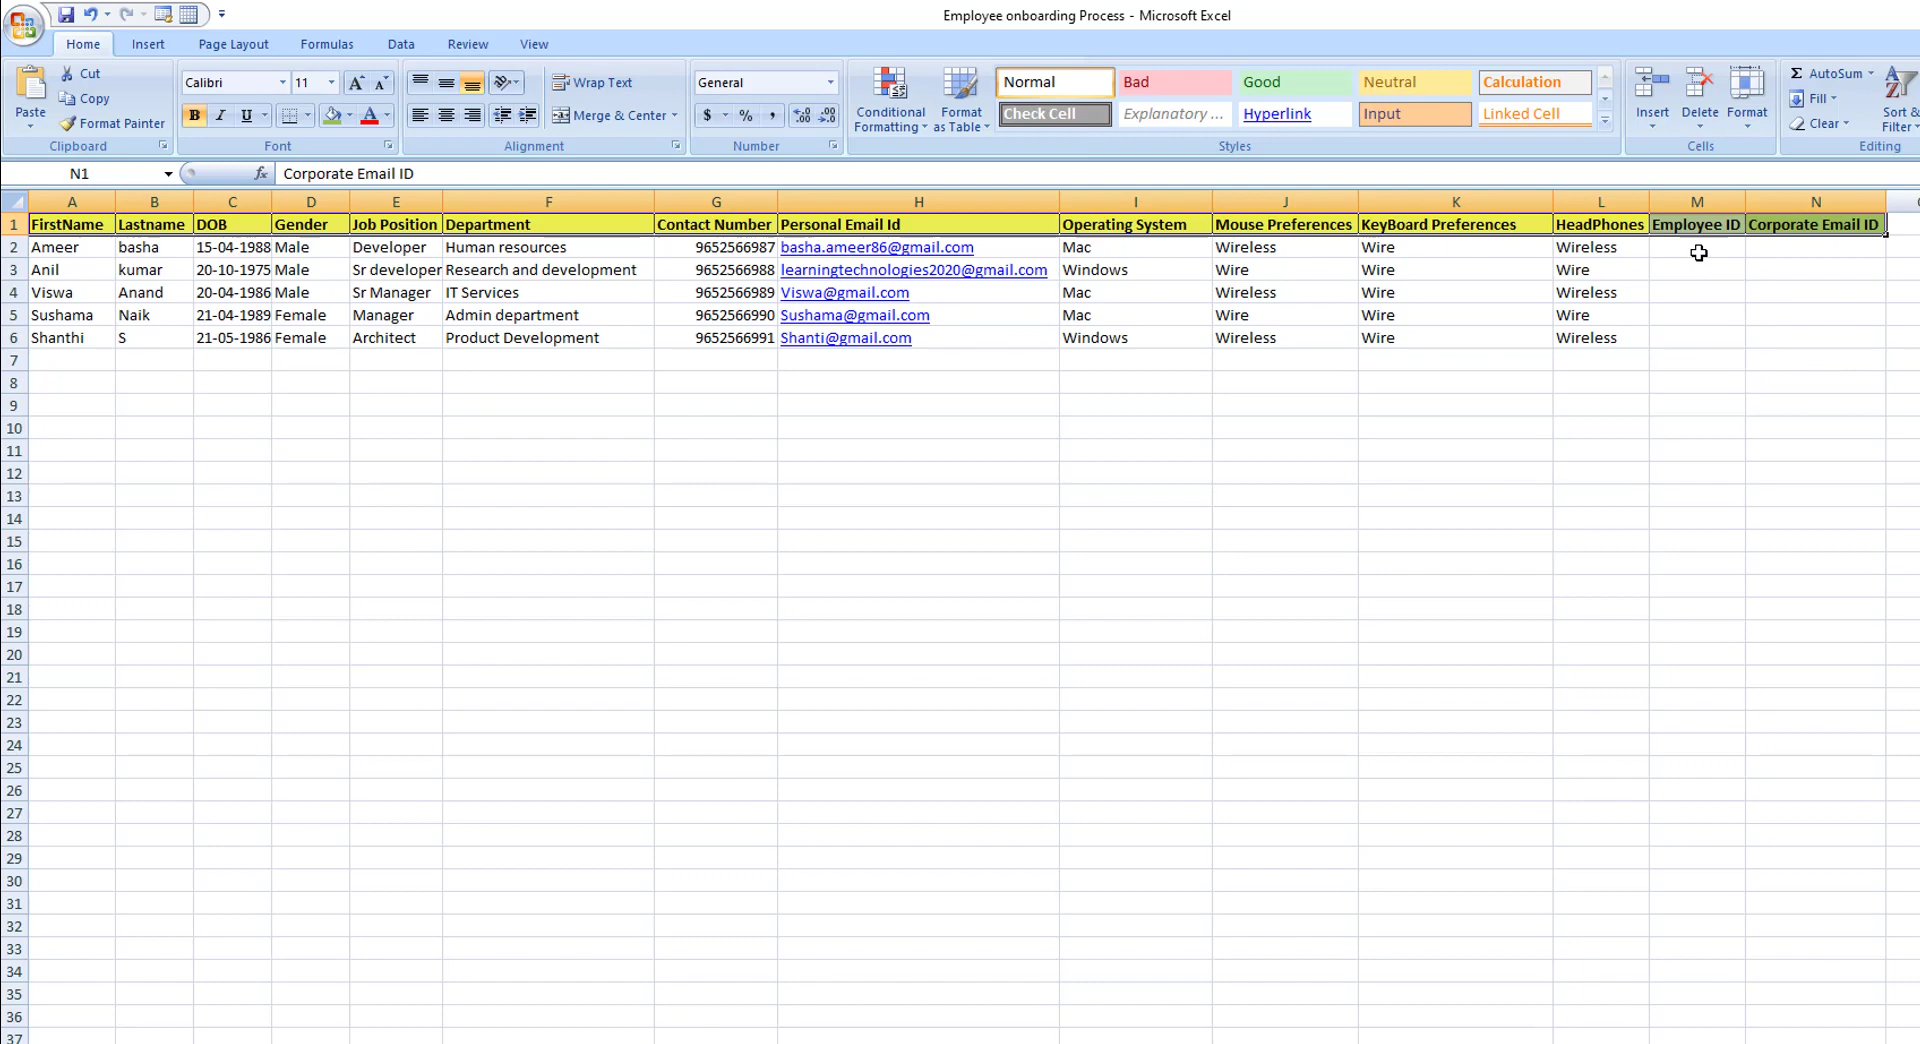 Employee onboarding Process - Microsoft Excel
Home Insert Page Layout Formulas Data Review View
Paste Cut Copy Format Painter Clipboard
Calibri 11 A A B I U A Font
Wrap Text Merge & Center Alignment
General $ % , Number
Conditional Formatting Format as Table
Normal Bad Good Neutral Calculation
Check Cell Explanatory ... Hyperlink Input Linked Cell
Styles
Insert Delete Format Cells
Σ AutoSum Fill Clear Sort & Filter Editing
N1 fx Corporate Email ID
A B C D E F G H I J K L M N
1 FirstName Lastname DOB Gender Job Position Department Contact Number Personal Email Id Operating System Mouse Preferences KeyBoard Preferences HeadPhones Employee ID Corporate Email ID
2 Ameer basha 15-04-1988 Male Developer Human resources 9652566987 basha.ameer86@gmail.com Mac Wireless Wire Wireless
3 Anil kumar 20-10-1975 Male Sr developer Research and development 9652566988 learningtechnologies2020@gmail.com Windows Wire Wire Wire
4 Viswa Anand 20-04-1986 Male Sr Manager IT Services 9652566989 Viswa@gmail.com Mac Wireless Wire Wireless
5 Sushama Naik 21-04-1989 Female Manager Admin department 9652566990 Sushama@gmail.com Mac Wire Wire Wire
6 Shanthi S 21-05-1986 Female Architect Product Development 9652566991 Shanti@gmail.com Windows Wireless Wire Wireless
7
8
9
10
11
12
13
14
15
16
17
18
19
20
21
22
23
24
25
26
27
28
29
30
31
32
33
34
35
36
37